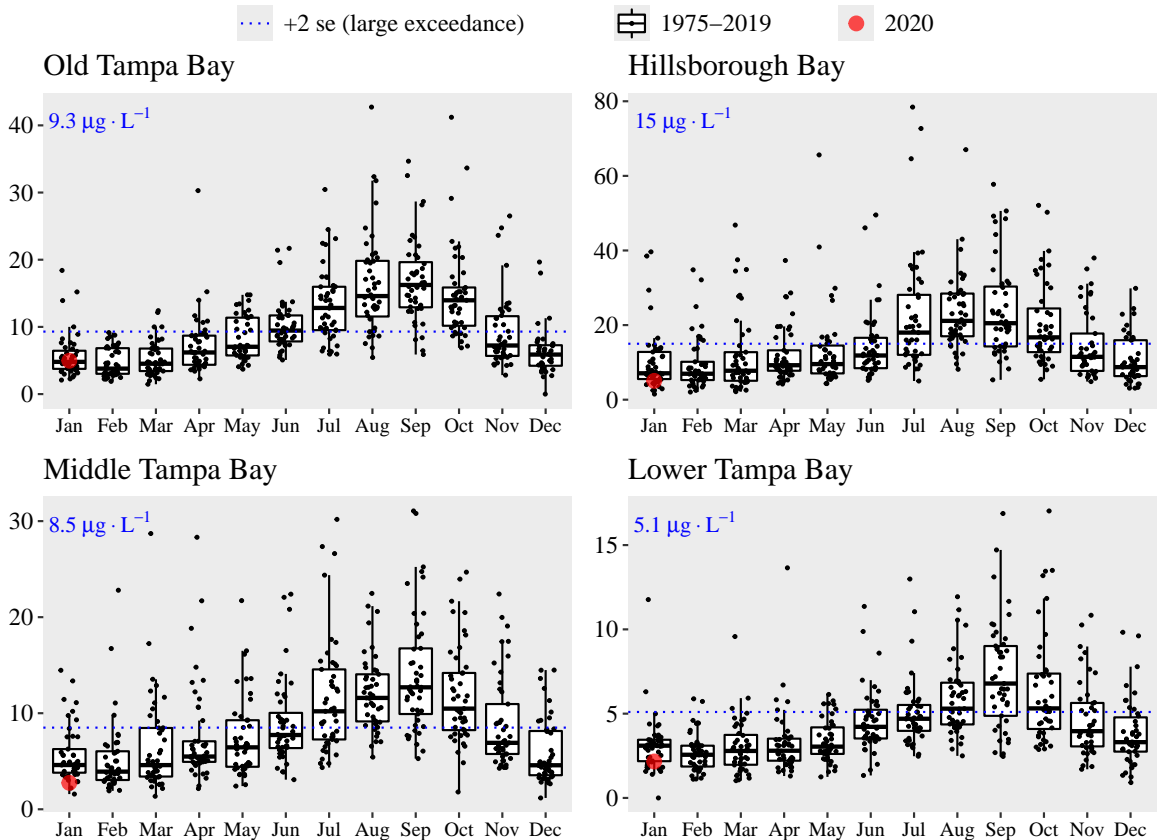 +2 se (large exceedance) 1975–2019 2020
Old Tampa Bay
9.3 μg · L⁻¹
40
30
20
10
0
Jan Feb Mar Apr May Jun Jul Aug Sep Oct Nov Dec
Hillsborough Bay
15 μg · L⁻¹
80
60
40
20
0
Jan Feb Mar Apr May Jun Jul Aug Sep Oct Nov Dec
Middle Tampa Bay
8.5 μg · L⁻¹
30
20
10
0
Jan Feb Mar Apr May Jun Jul Aug Sep Oct Nov Dec
Lower Tampa Bay
5.1 μg · L⁻¹
15
10
5
0
Jan Feb Mar Apr May Jun Jul Aug Sep Oct Nov Dec